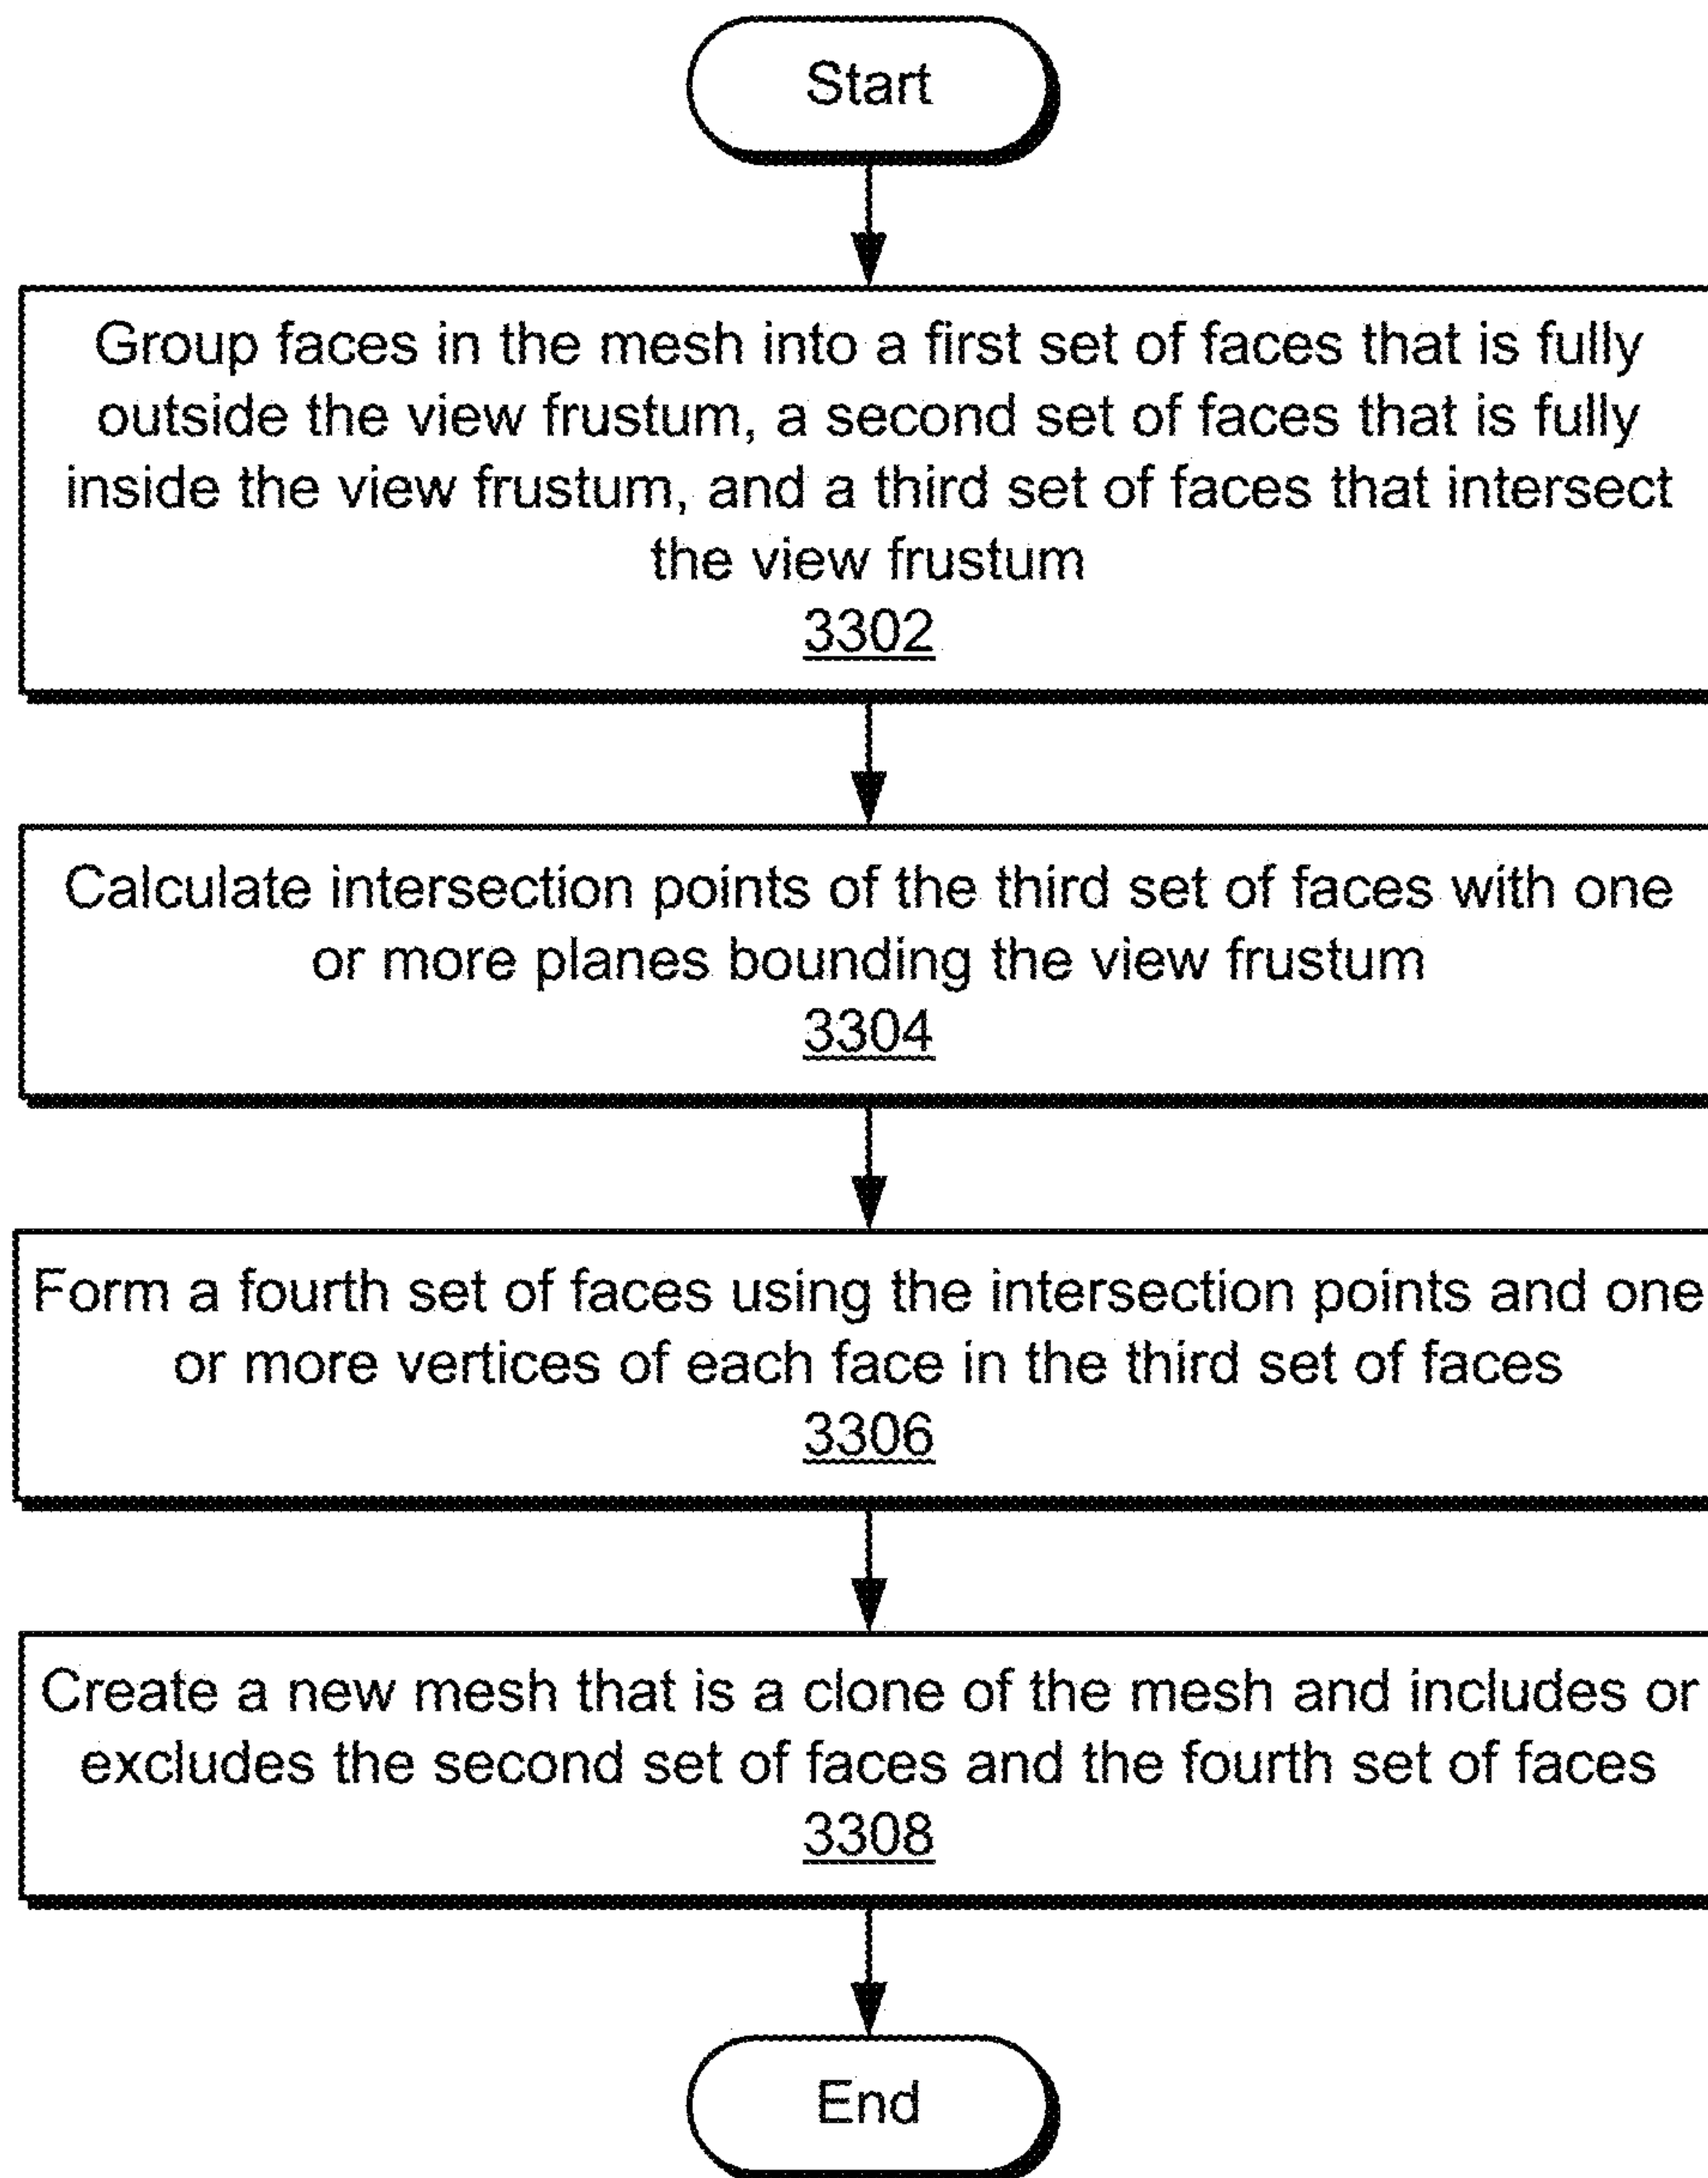 Start
Group faces in the mesh into a first set of faces that is fully
outside the view frustum, a second set of faces that is fully
inside the view frustum, and a third set of faces that intersect
the view frustum
3302
Calculate intersection points of the third set of faces with one
or more planes bounding the view frustum
3304
Form a fourth set of faces using the intersection points and one
or more vertices of each face in the third set of faces
3306
Create a new mesh that is a clone of the mesh and includes or
excludes the second set of faces and the fourth set of faces
3308
End